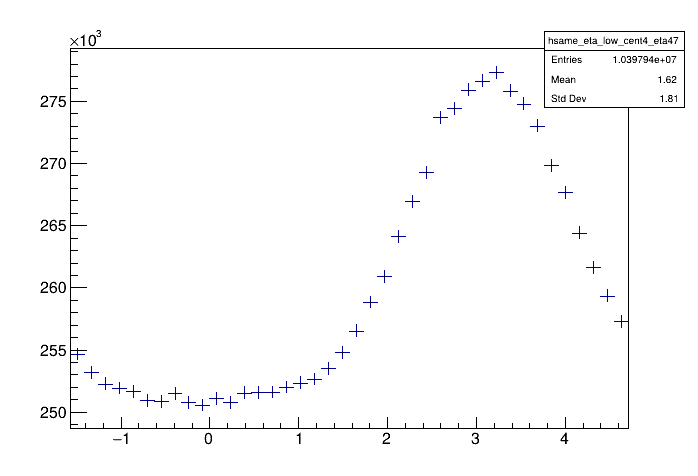 ×10³
hsame_eta_low_cent4_eta47
Entries 1.039794e+07
Mean 1.62
Std Dev 1.81
275
270
265
260
255
250
−1 0 1 2 3 4